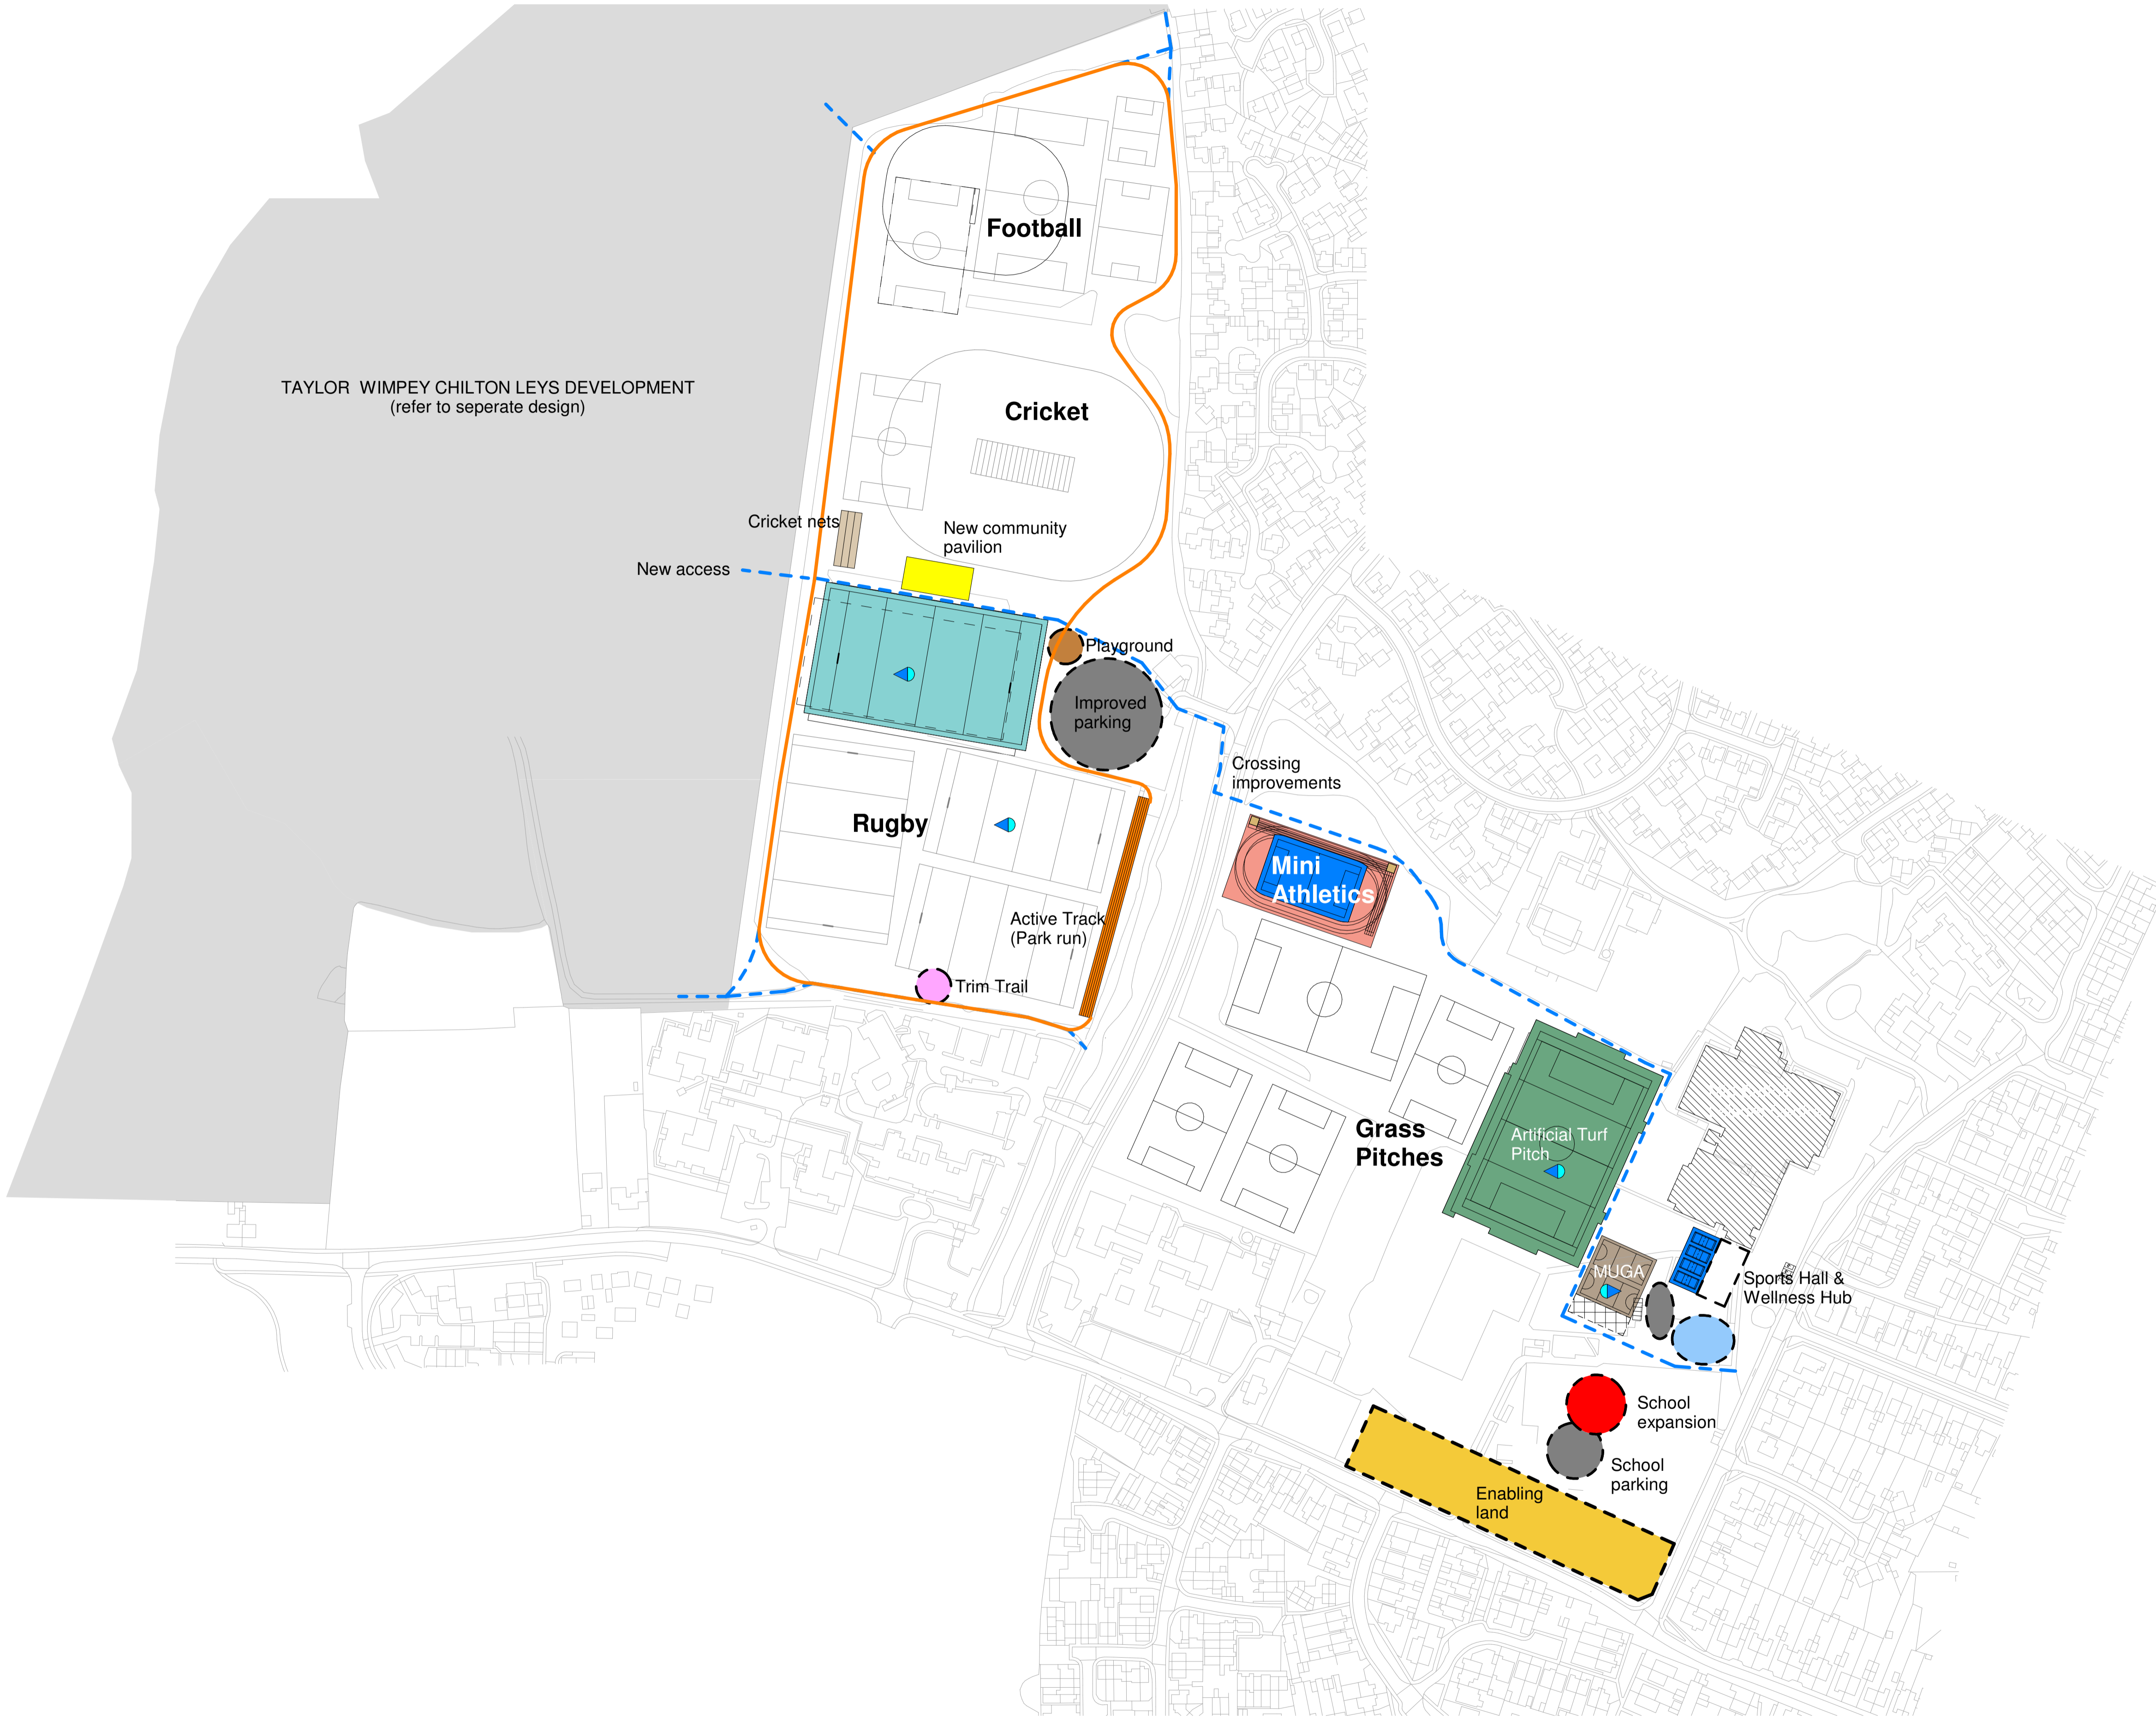 Football
TAYLOR WIMPEY CHILTON LEYS DEVELOPMENT
(refer to seperate design)
Cricket
Cricket nets
New community
pavilion
New access
Playground
Improved
parking
Crossing
improvements
Rugby
Mini
Athletics
Active Track
(Park run)
Trim Trail
Grass
Pitches
Artificial Turf
Pitch
MUGA
Sports Hall &
Wellness Hub
School
expansion
School
parking
Enabling
land